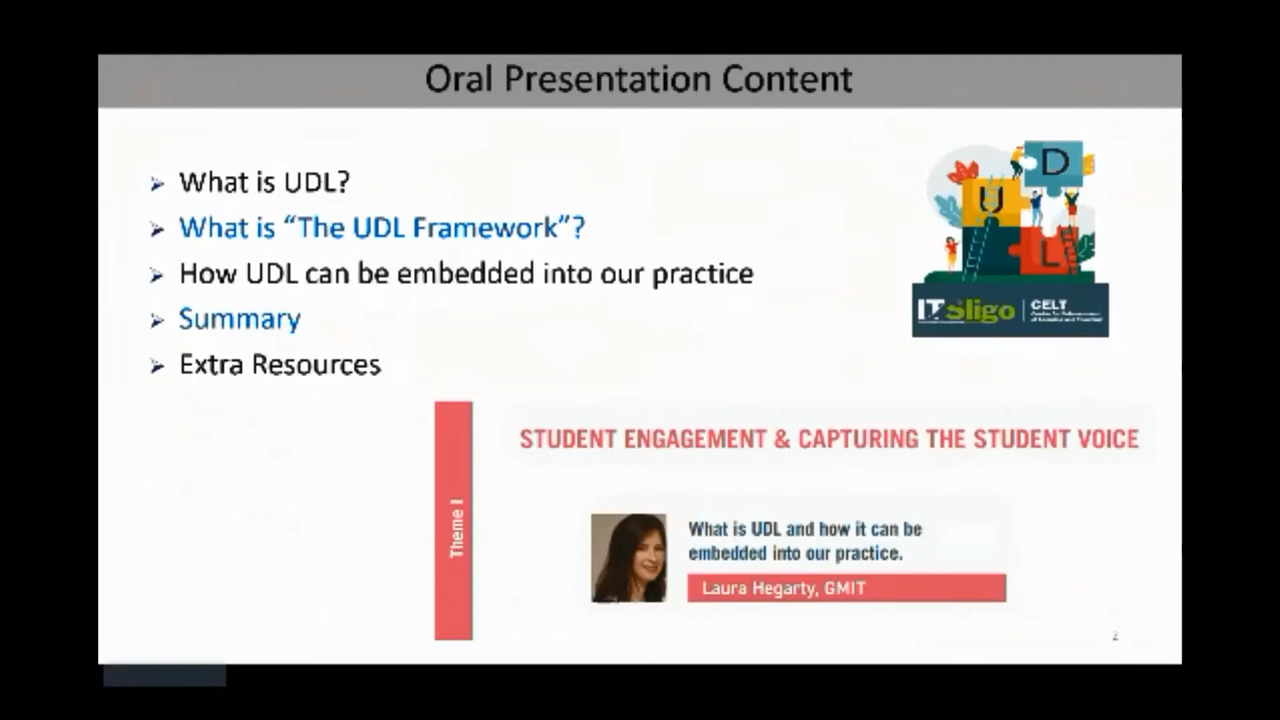 Oral Presentation Content
What is UDL?
What is “The UDL Framework”?
How UDL can be embedded into our practice
Summary
Extra Resources
U
D
L
IT Sligo
CELT
STUDENT ENGAGEMENT & CAPTURING THE STUDENT VOICE
Theme I
What is UDL and how it can be
embedded into our practice.
Laura Hegarty, GMIT
2